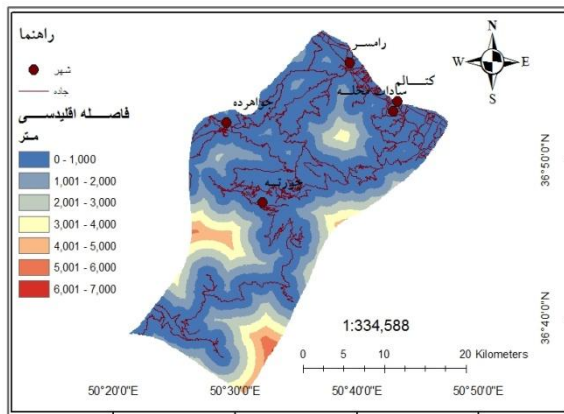 راهنما
شهر
جاده
فاصله اقلیدسی
متر
0 - 1,000
1,001 - 2,000
2,001 - 3,000
3,001 - 4,000
4,001 - 5,000
5,001 - 6,000
6,001 - 7,000
رامسر
کتالم
سادات محله
جواهرده
N
W E
S
36°50'0"N
36°40'0"N
1:334,588
0 5 10 20 Kilometers
50°20'0"E 50°30'0"E 50°40'0"E 50°50'0"E